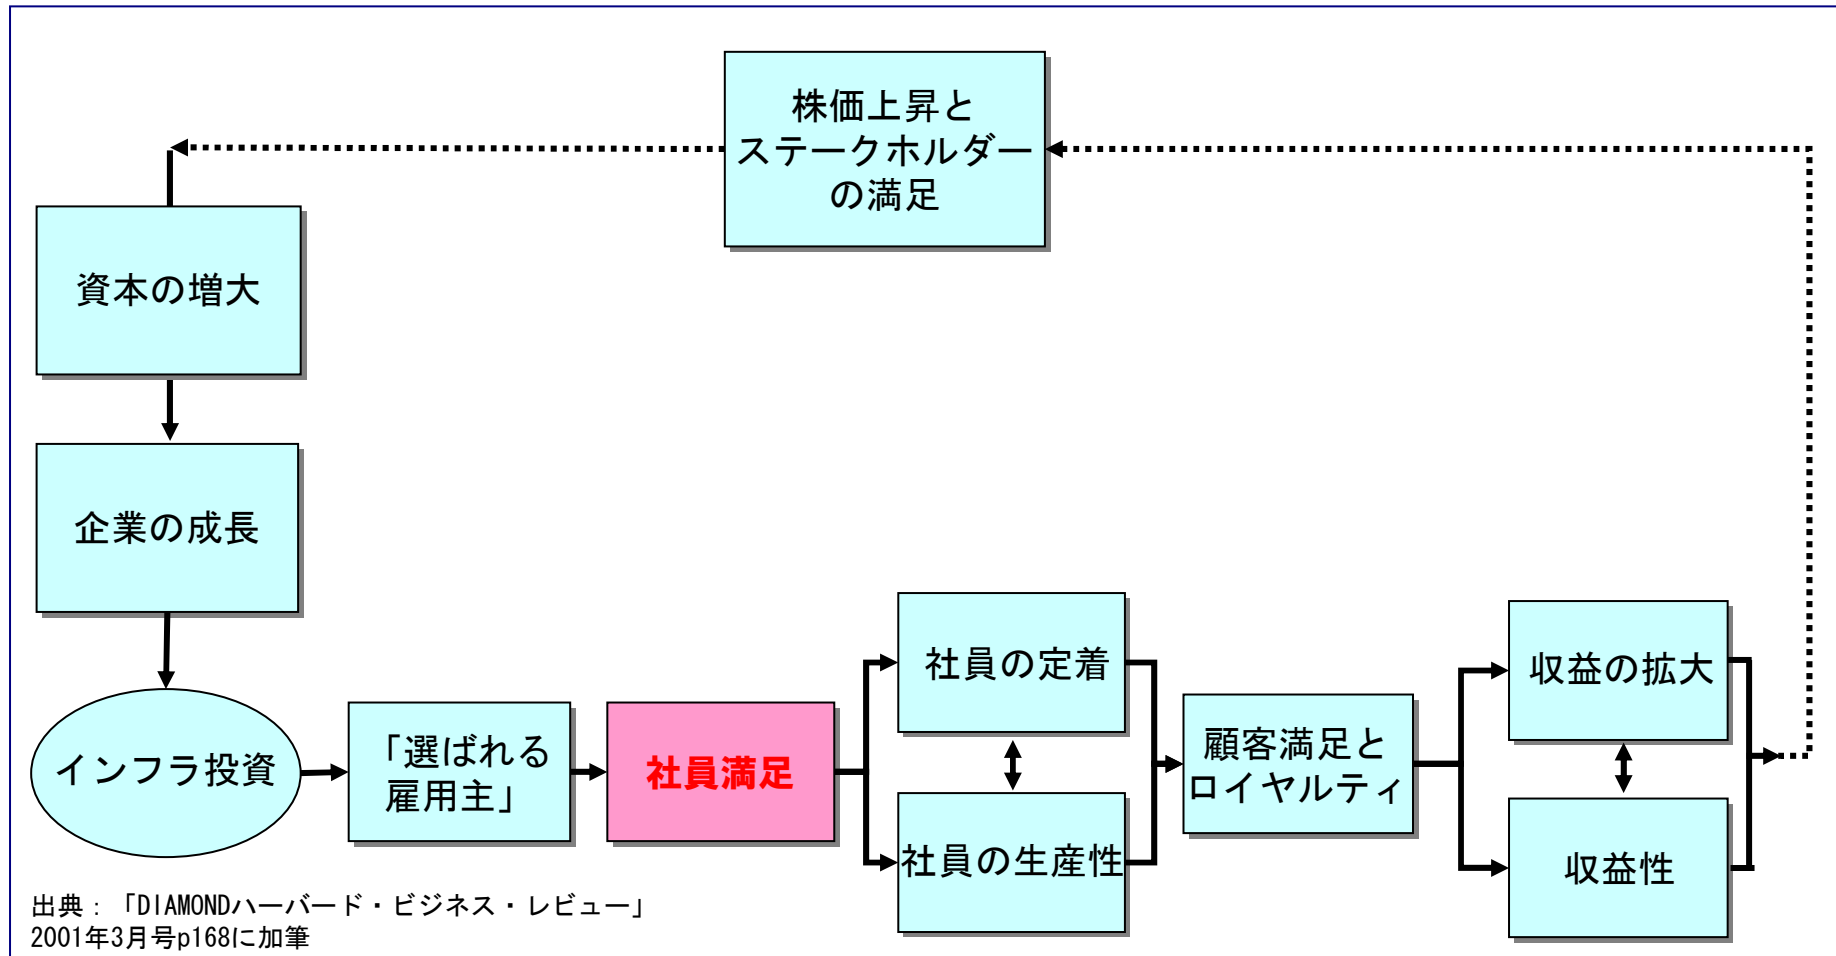 株価上昇と
ステークホルダー
の満足
資本の増大
企業の成長
インフラ投資
「選ばれる
雇用主」
社員満足
社員の定着
社員の生産性
顧客満足と
ロイヤルティ
収益の拡大
収益性
出典：「DIAMONDハーバード・ビジネス・レビュー」
2001年3月号p168に加筆